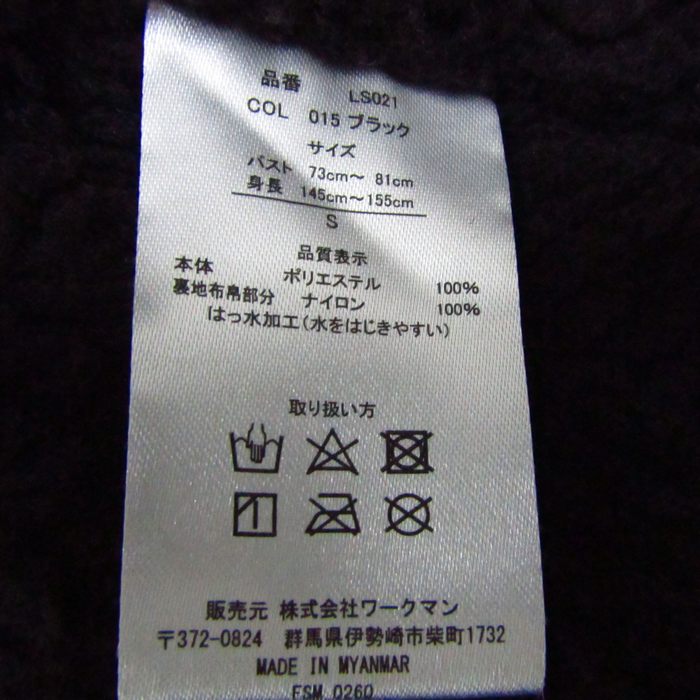 品番 LS021
COL 015 ブラック
サイズ
バスト 73cm～ 81cm
身長 145cm～155cm
S
品質表示
本体 ポリエステル 100%
裏地布帛部分 ナイロン 100%
はっ水加工(水をはじきやすい)
取り扱い方
販売元 株式会社ワークマン
〒372-0824 群馬県伊勢崎市柴町1732
MADE IN MYANMAR
FSM 0260